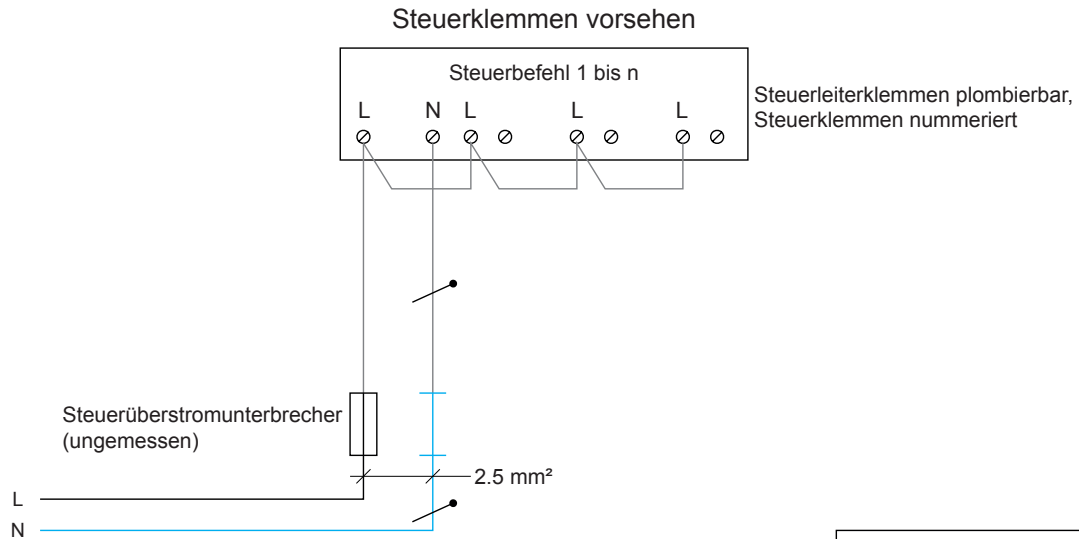 Steuerklemmen vorsehen
Steuerbefehl 1 bis n
L N L L L
Steuerleiterklemmen plombierbar,
Steuerklemmen nummeriert
Steuerüberstromunterbrecher
(ungemessen)
2.5 mm²
L
N